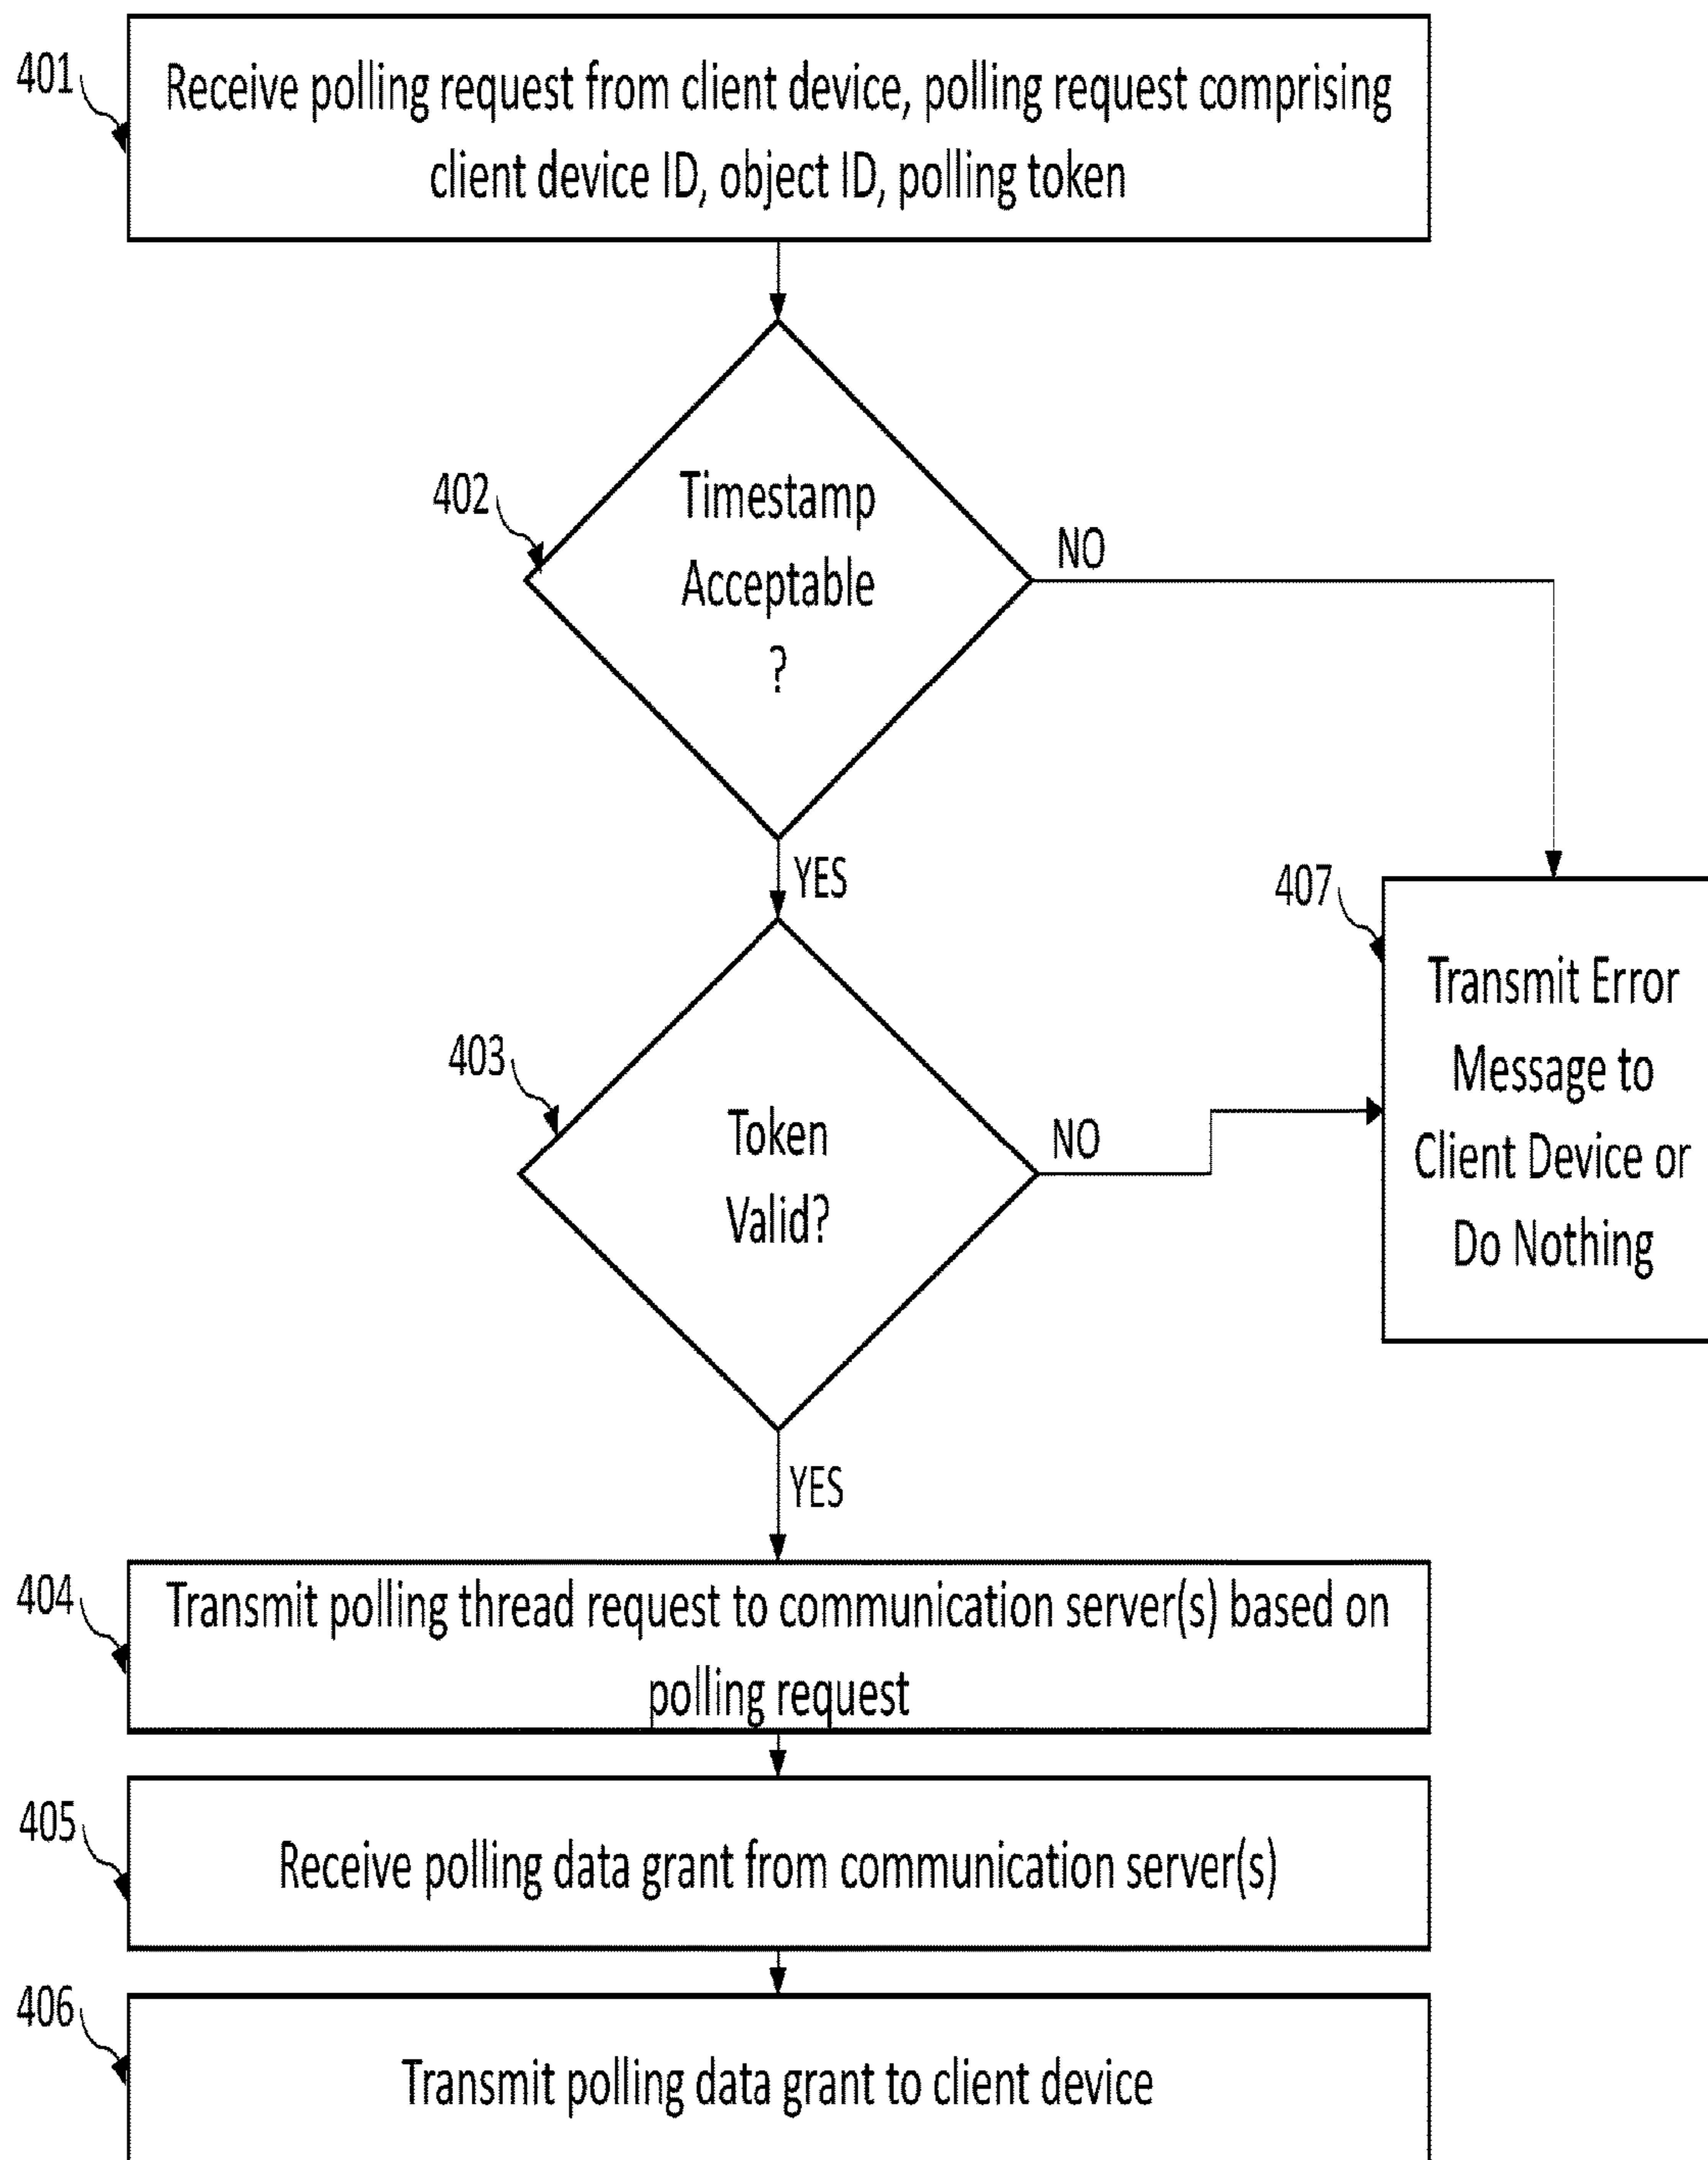 401
Receive polling request from client device, polling request comprising
client device ID, object ID, polling token
402
Timestamp
Acceptable
?
NO
YES
407
Transmit Error
Message to
Client Device or
Do Nothing
403
Token
Valid?
NO
YES
404
Transmit polling thread request to communication server(s) based on
polling request
405
Receive polling data grant from communication server(s)
406
Transmit polling data grant to client device